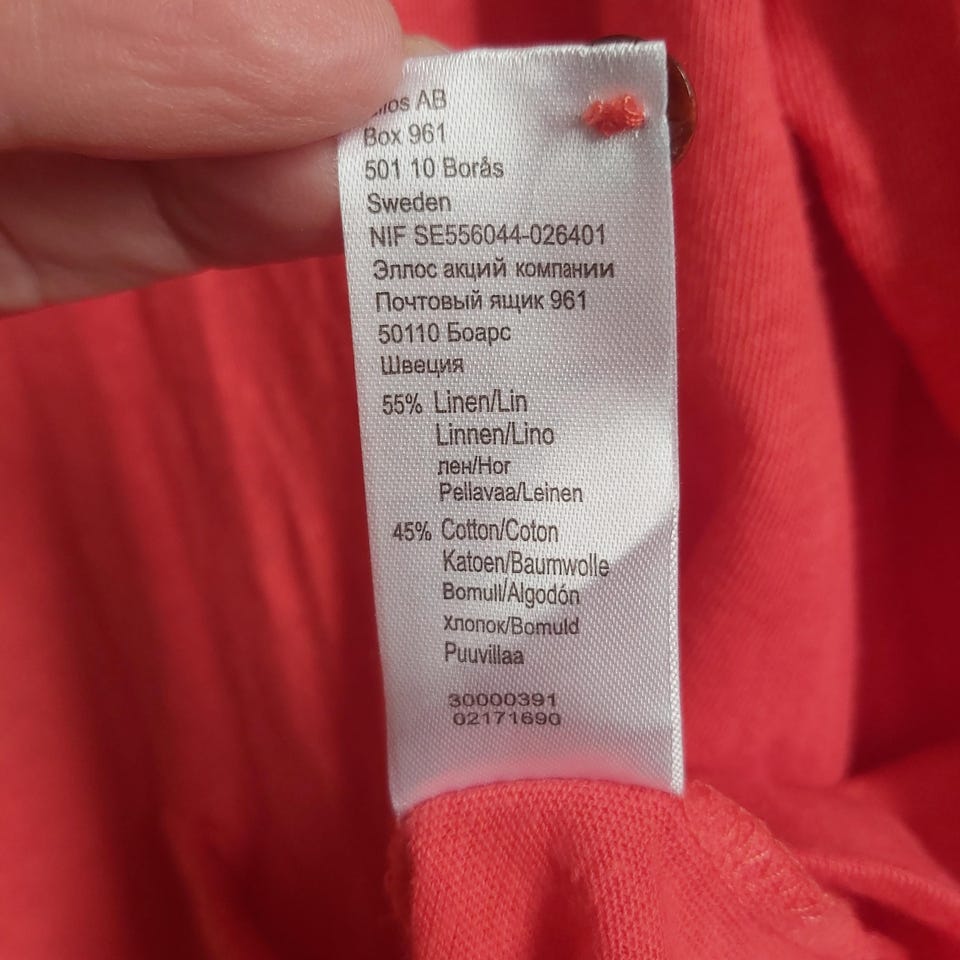 AB
Box 961
501 10 Borås
Sweden
NIF SE556044-026401
Эллос акций компании
Почтовый ящик 961
50110 Боарс
Швеция
55% Linen/Lin
Linnen/Lino
лен/Hor
Pellavaa/Leinen
45% Cotton/Coton
Katoen/Baumwolle
Bomull/Algodón
хлопок/Bomuld
Puuvillaa
30000391
02171690